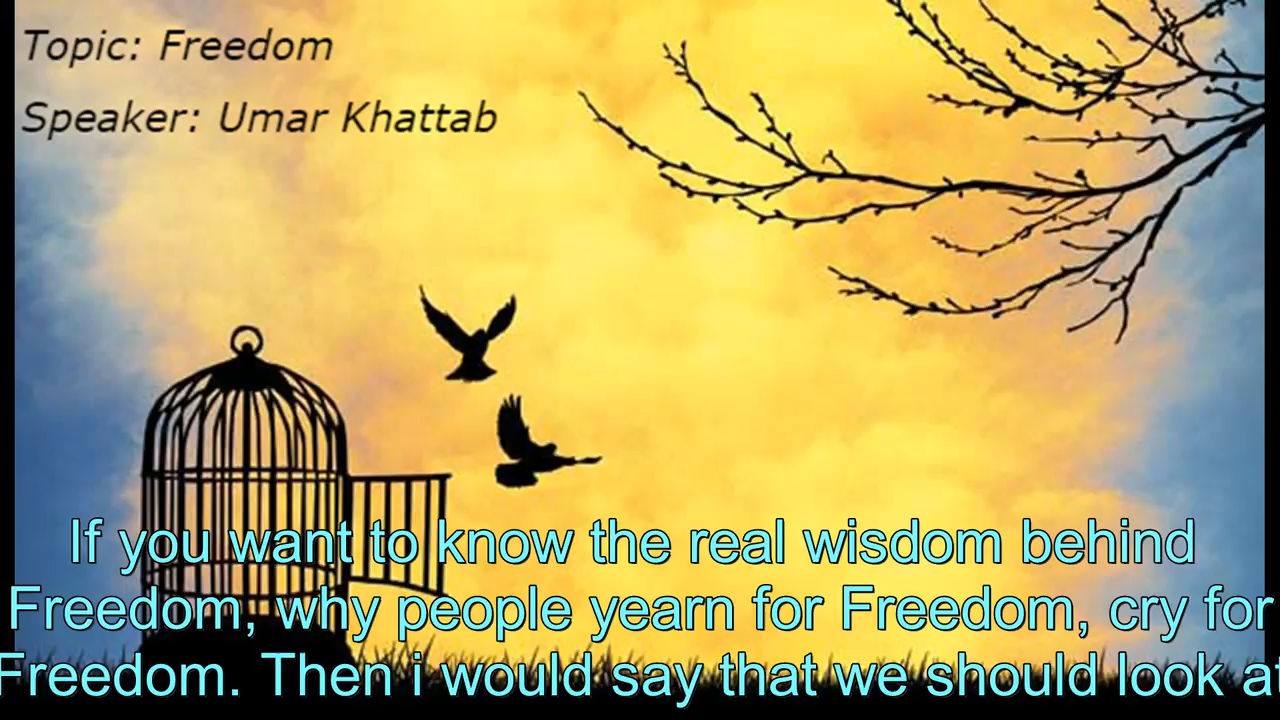 Topic: Freedom
Speaker: Umar Khattab
If you want to know the real wisdom behind
Freedom, why people yearn for Freedom, cry for
Freedom. Then i would say that we should look at